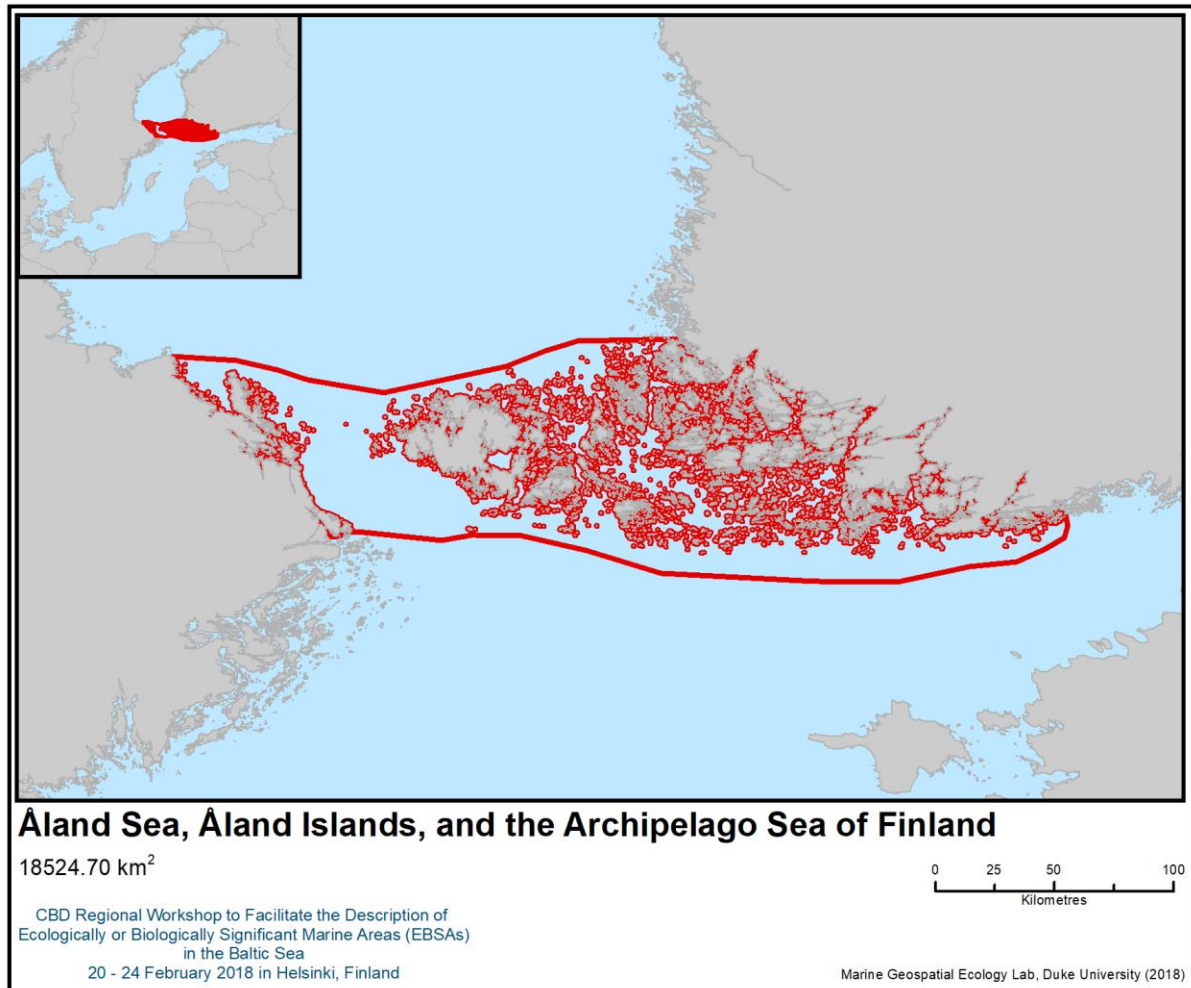 Åland Sea, Åland Islands, and the Archipelago Sea of Finland
18524.70 km²
0 25 50 100
Kilometres
CBD Regional Workshop to Facilitate the Description of
Ecologically or Biologically Significant Marine Areas (EBSAs)
in the Baltic Sea
20 - 24 February 2018 in Helsinki, Finland
Marine Geospatial Ecology Lab, Duke University (2018)